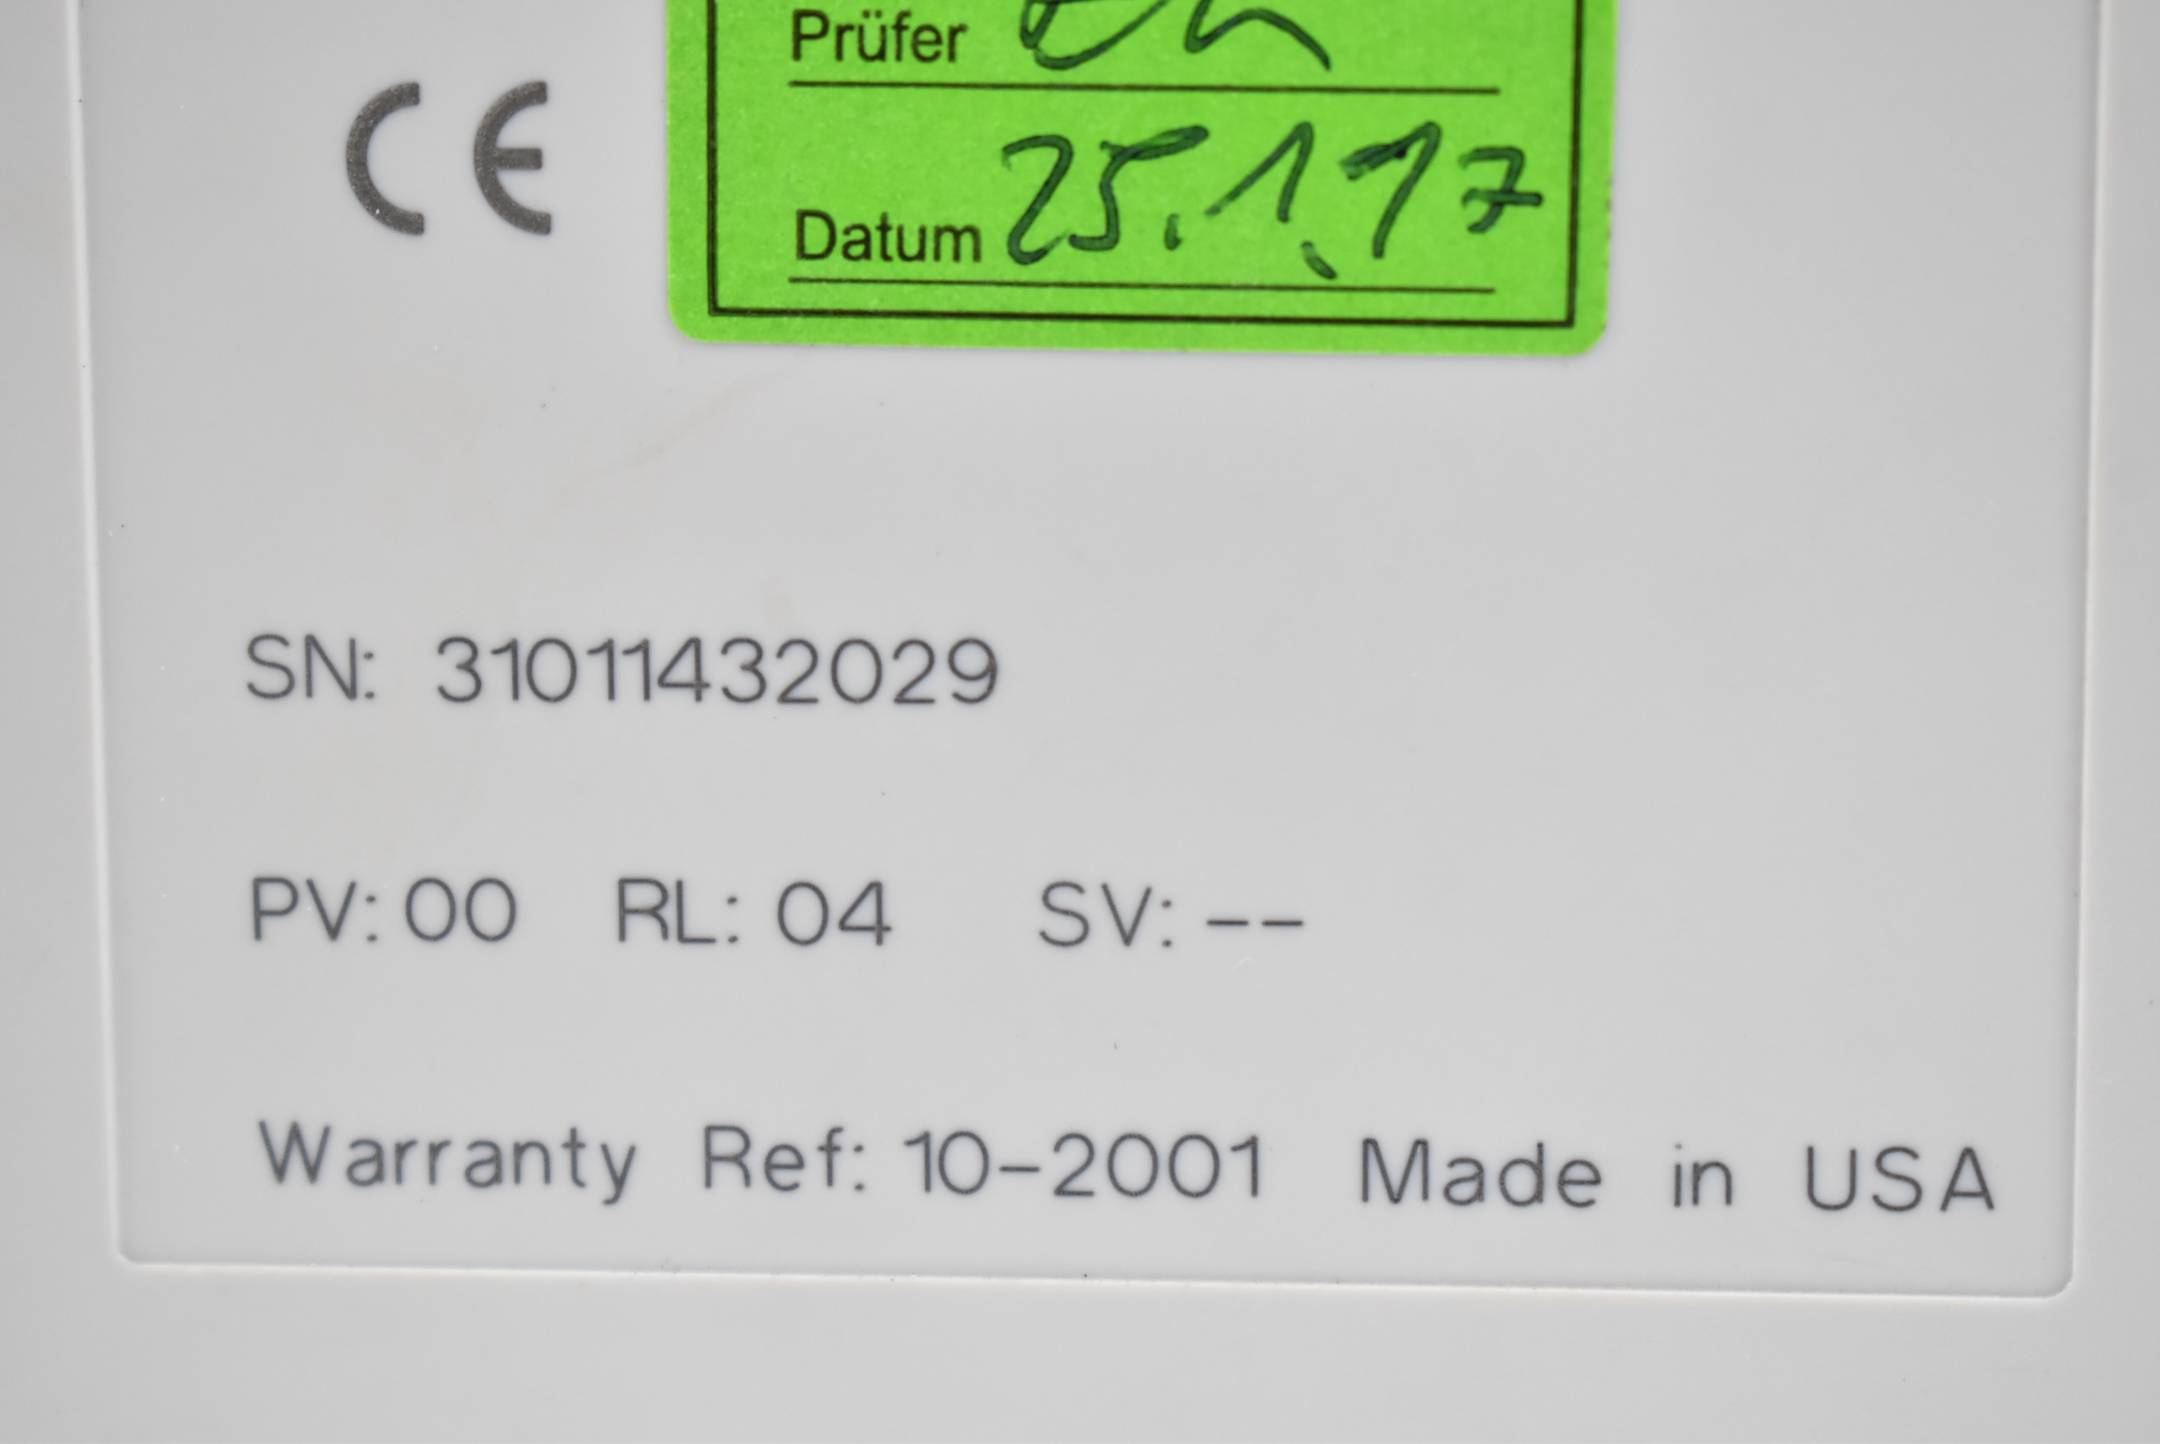 Prüfer
Datum 25.1.17
CE
SN: 31011432029
PV: 00 RL: 04 SV: --
Warranty Ref: 10-2001 Made in USA